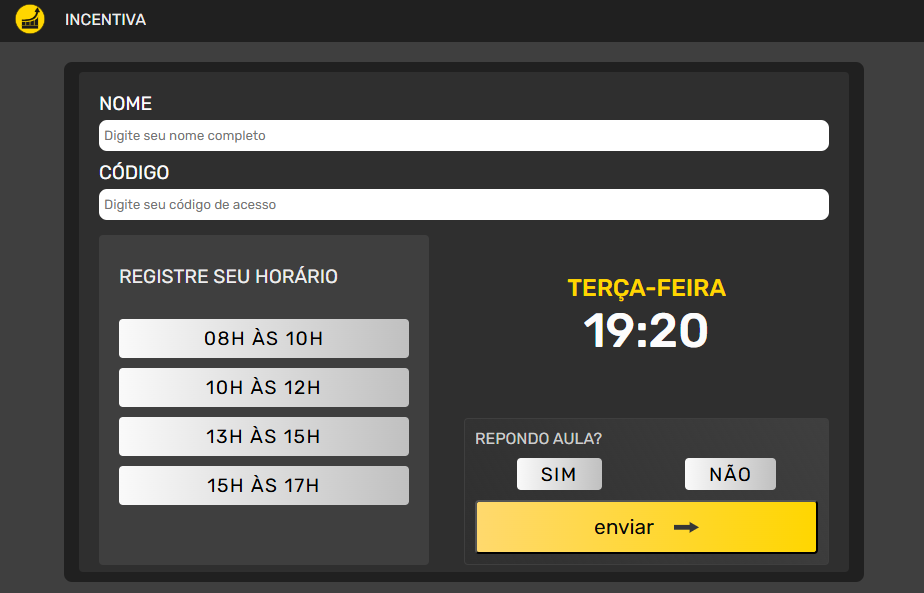 INCENTIVA
NOME
Digite seu nome completo
CÓDIGO
Digite seu código de acesso
REGISTRE SEU HORÁRIO
08H ÀS 10H
10H ÀS 12H
13H ÀS 15H
15H ÀS 17H
TERÇA-FEIRA
19:20
REPONDO AULA?
SIM
NÃO
enviar